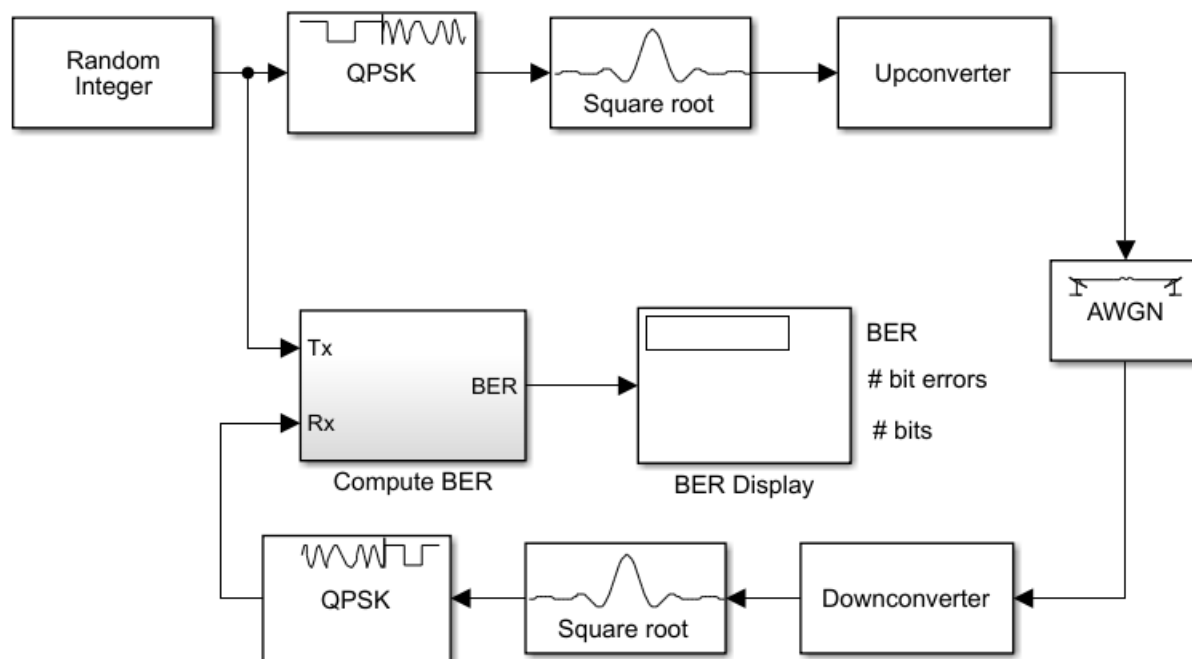 Random
Integer
QPSK
Square root
Upconverter
AWGN
Tx
Rx
BER
Compute BER
BER
# bit errors
# bits
BER Display
QPSK
Square root
Downconverter